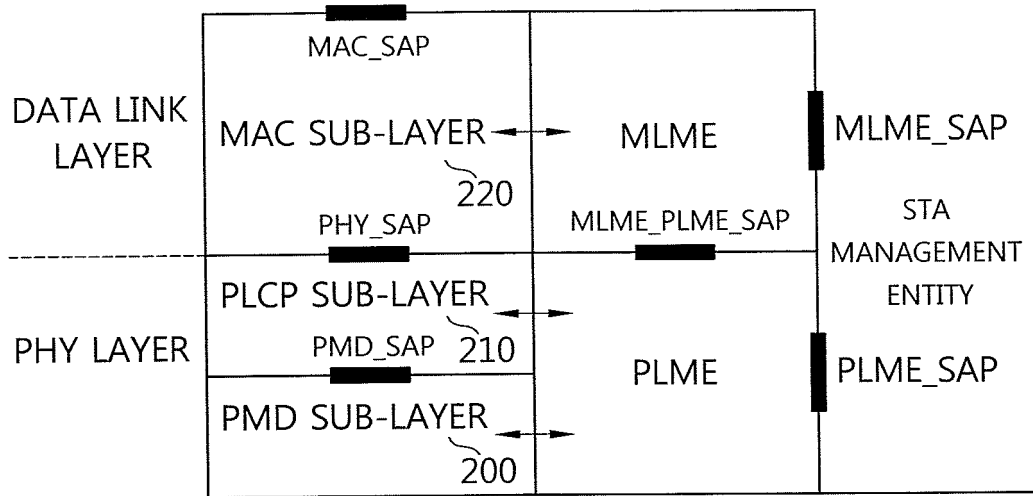 MAC_SAP
DATA LINK
LAYER
MAC SUB-LAYER
220
MLME
MLME_SAP
PHY_SAP
MLME_PLME_SAP
STA
MANAGEMENT
ENTITY
PHY LAYER
PLCP SUB-LAYER
210
PMD_SAP
PMD SUB-LAYER
200
PLME
PLME_SAP